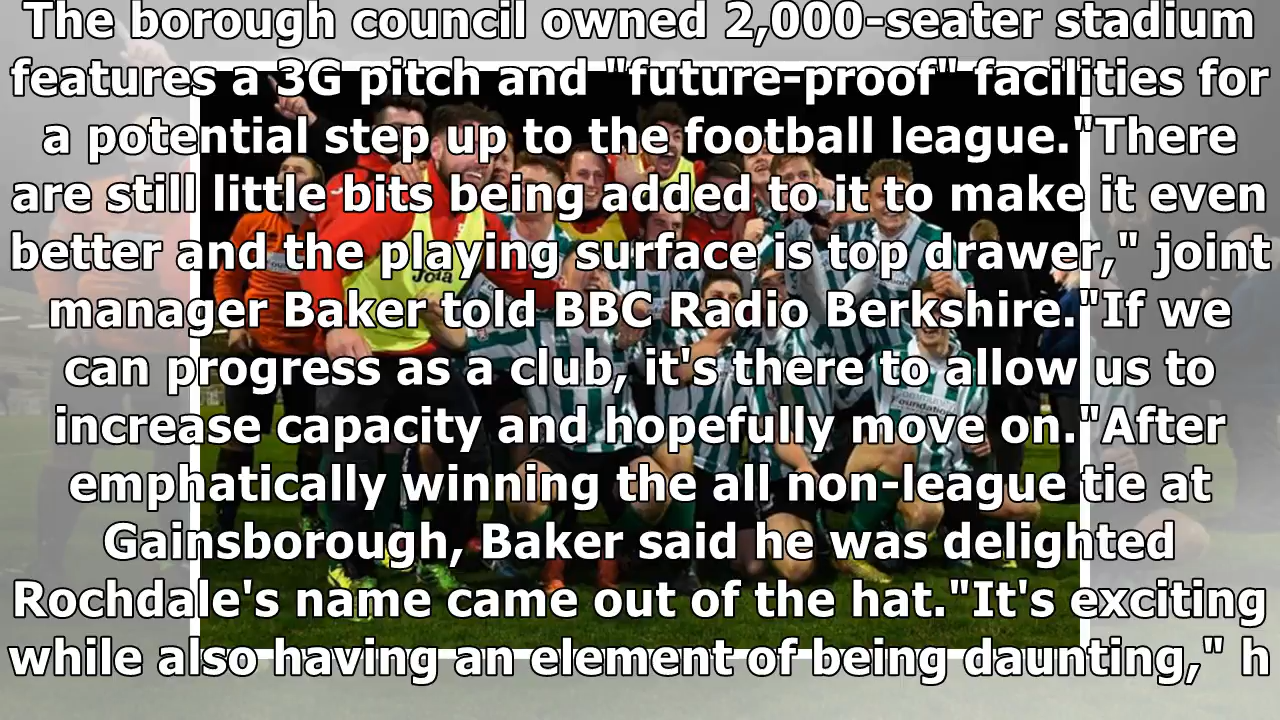 The borough council owned 2,000-seater stadium
features a 3G pitch and "future-proof" facilities for
a potential step up to the football league."There
are still little bits being added to it to make it even
better and the playing surface is top drawer," joint
manager Baker told BBC Radio Berkshire."If we
can progress as a club, it's there to allow us to
increase capacity and hopefully move on."After
emphatically winning the all non-league tie at
Gainsborough, Baker said he was delighted
Rochdale's name came out of the hat."It's exciting
while also having an element of being daunting," h
Joma
Foundation